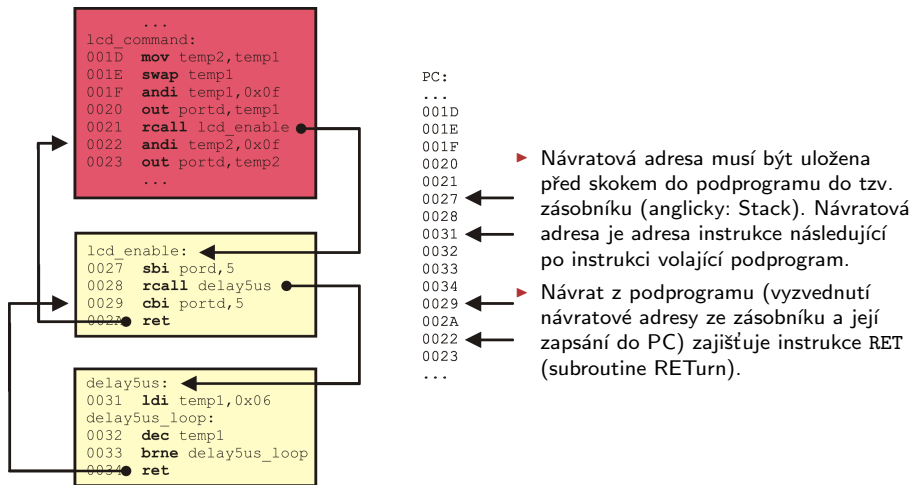 ...
lcd_command:
001D mov temp2,temp1
001E swap temp1
001F andi temp1,0x0f
0020 out portd,temp1
0021 rcall lcd_enable
0022 andi temp2,0x0f
0023 out portd,temp2
...
lcd_enable:
0027 sbi pord,5
0028 rcall delay5us
0029 cbi portd,5
002A ret
delay5us:
0031 ldi temp1,0x06
delay5us_loop:
0032 dec temp1
0033 brne delay5us_loop
0034 ret
PC:
...
001D
001E
001F
0020
0021
0027
0028
0031
0032
0033
0034
0029
002A
0022
0023
...
Návratová adresa musí být uložena
před skokem do podprogramu do tzv.
zásobníku (anglicky: Stack). Návratová
adresa je adresa instrukce následující
po instrukci volající podprogram.
Návrat z podprogramu (vyzvednutí
návratové adresy ze zásobníku a její
zapsání do PC) zajišťuje instrukce RET
(subroutine RETurn).